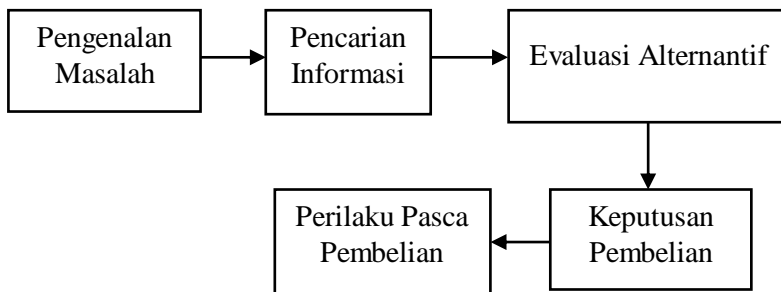 Pengenalan
Masalah
Pencarian
Informasi
Evaluasi Alternantif
Keputusan
Pembelian
Perilaku Pasca
Pembelian